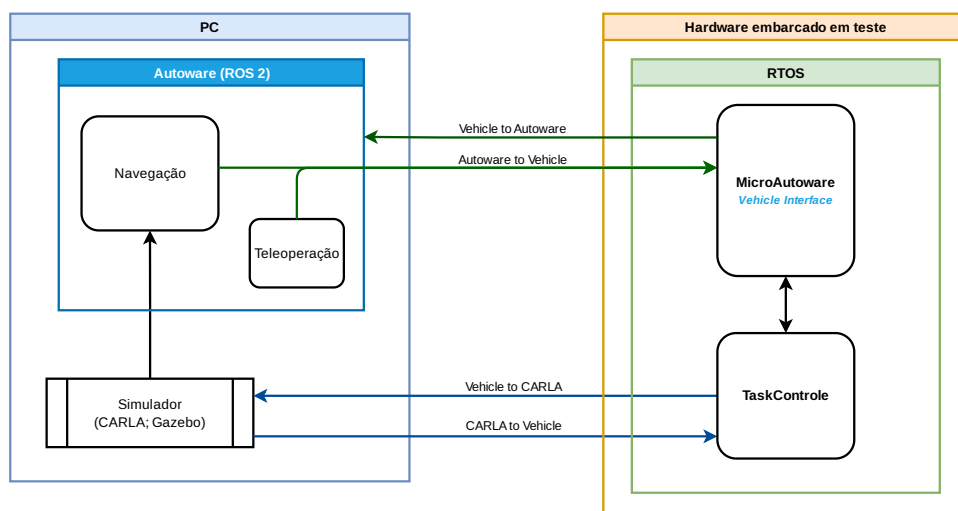 PC
Hardware embarcado em teste
Autoware (ROS 2)
RTOS
Navegação
Teleoperação
Vehicle to Autoware
Autoware to Vehicle
MicroAutoware
Vehicle Interface
Simulador
(CARLA; Gazebo)
Vehicle to CARLA
CARLA to Vehicle
TaskControle